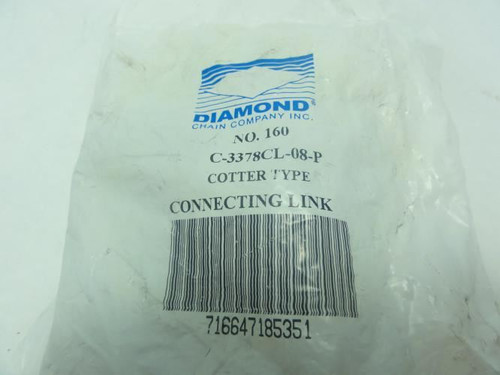 DIAMOND
CHAIN COMPANY INC.
NO. 160
C-3378CL-08-P
COTTER TYPE
CONNECTING LINK
716647185351